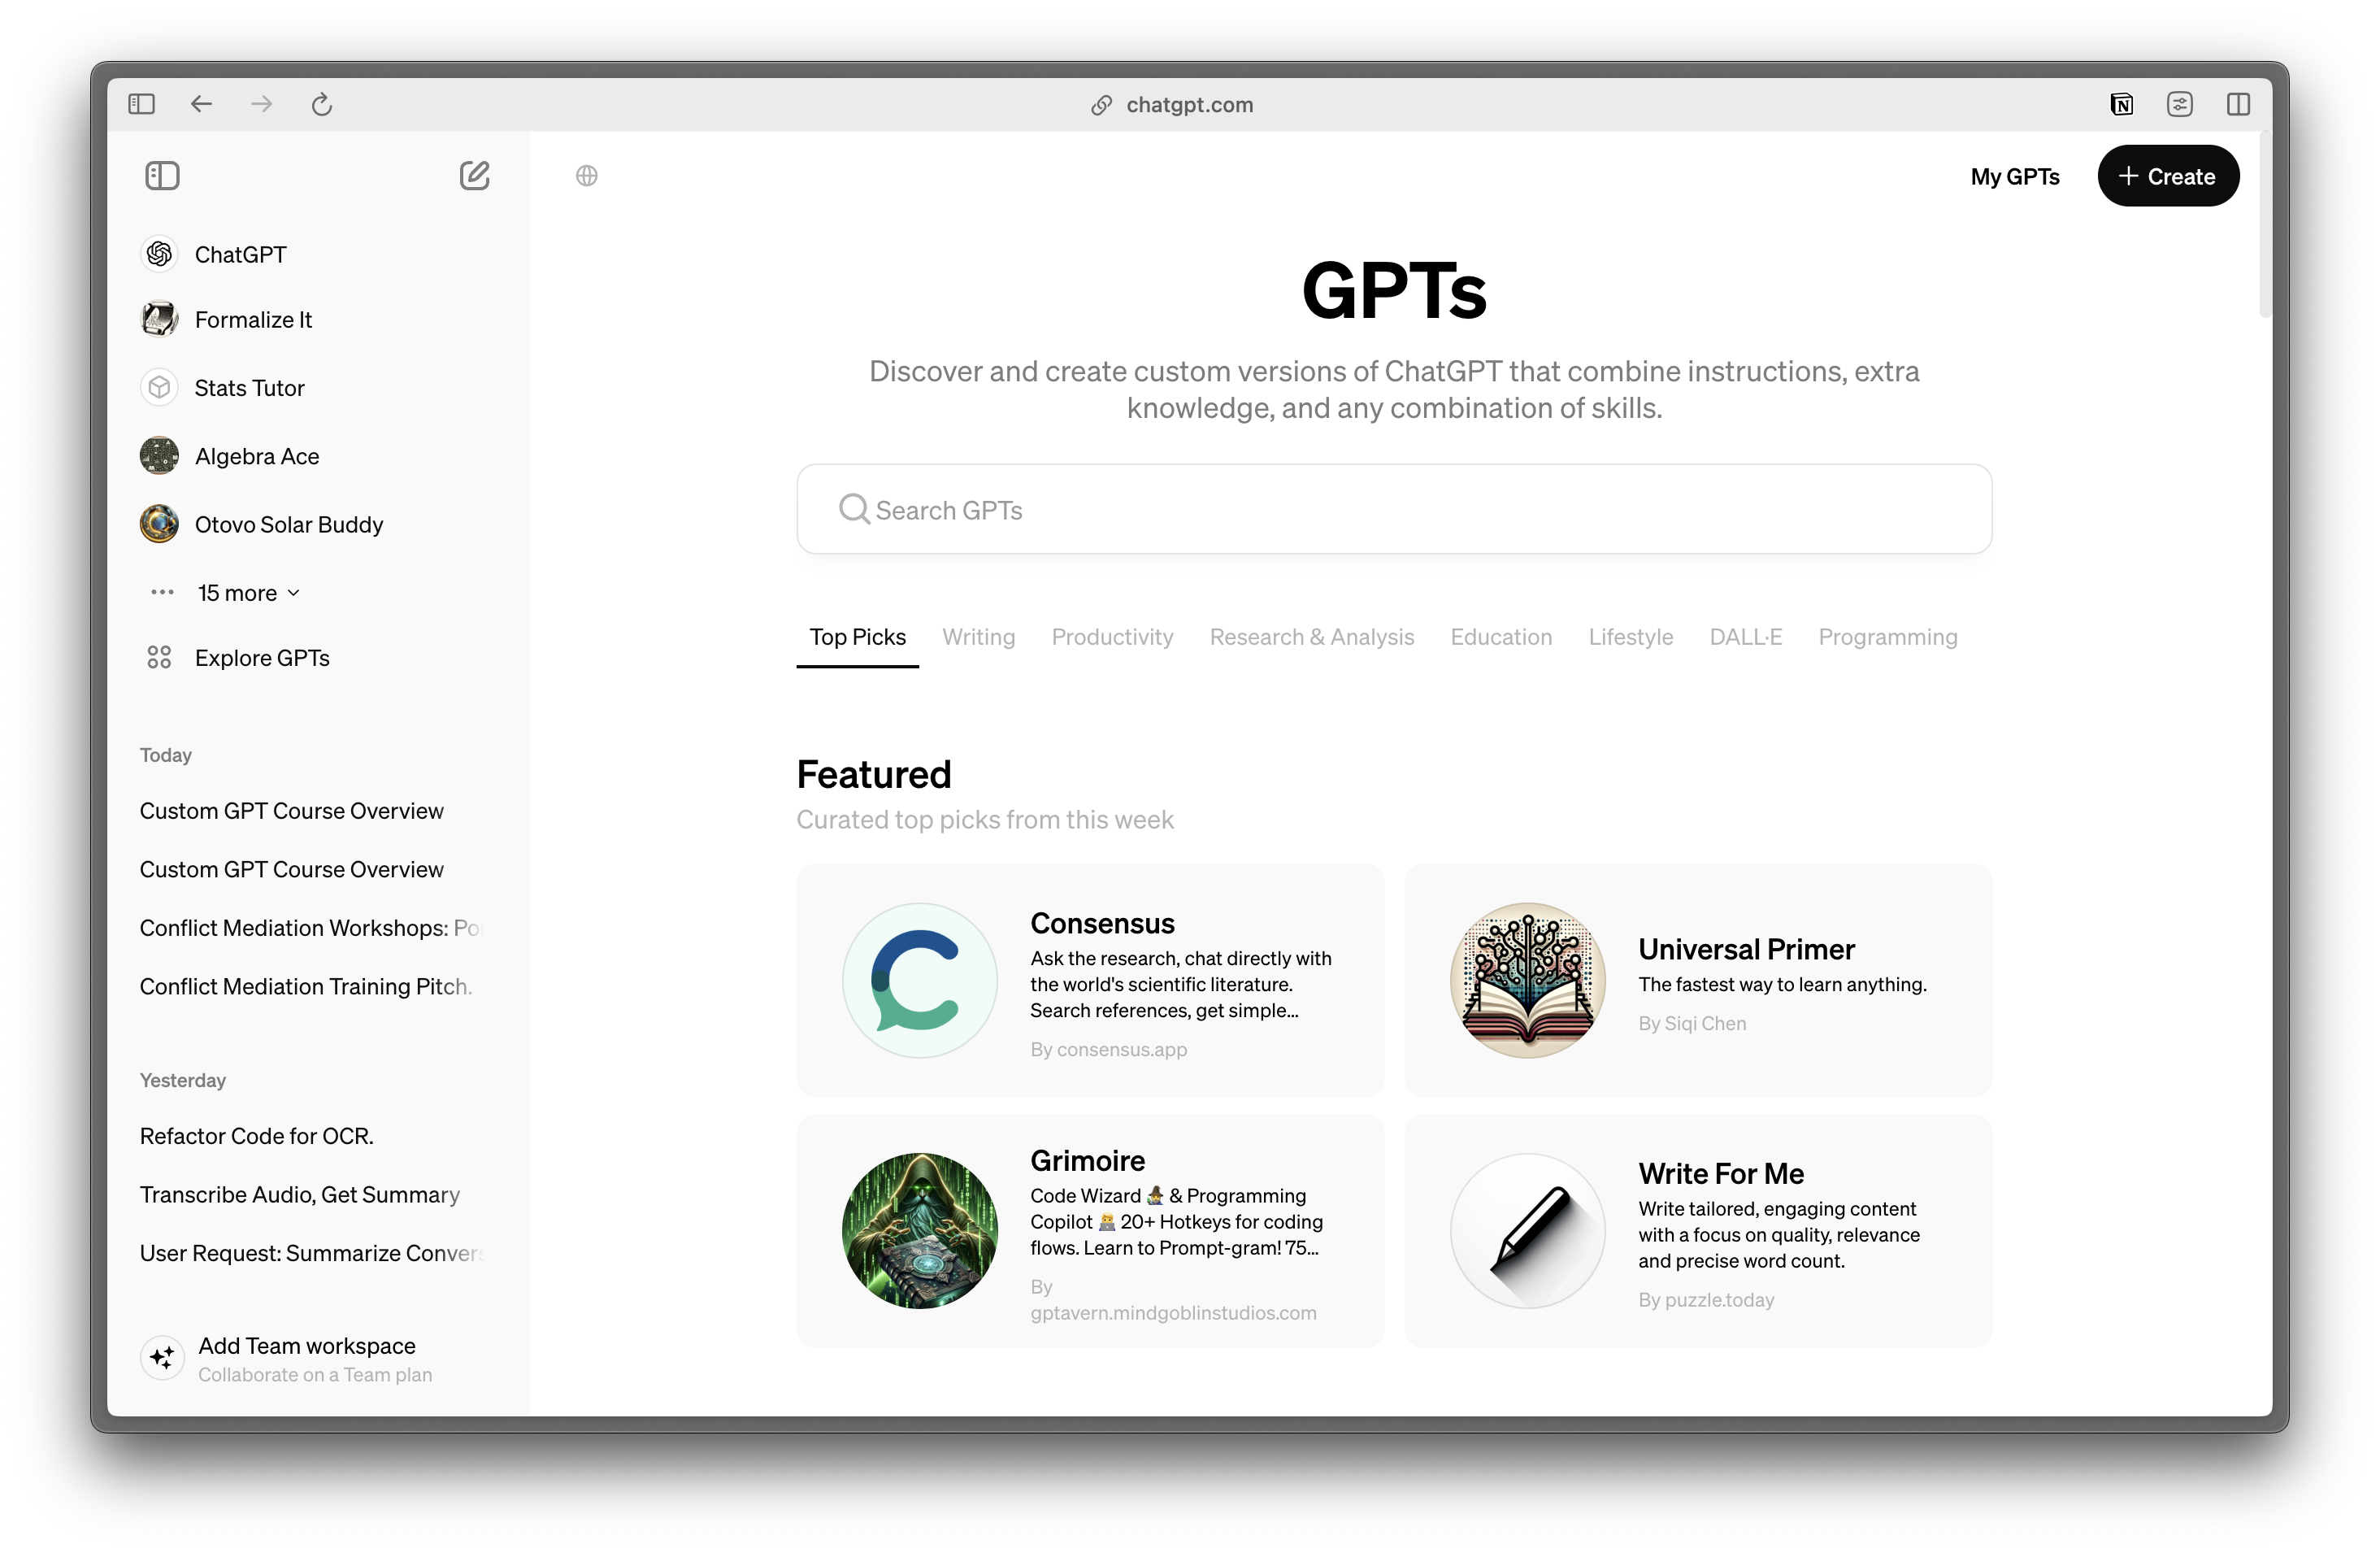 chatgpt.com
ChatGPT
Formalize It
Stats Tutor
Algebra Ace
Otovo Solar Buddy
15 more
Explore GPTs
Today
Custom GPT Course Overview
Custom GPT Course Overview
Conflict Mediation Workshops:
Conflict Mediation Training Pitch.
Yesterday
Refactor Code for OCR.
Transcribe Audio, Get Summary
User Request: Summarize
Add Team workspace
Collaborate on a Team plan
My GPTs
+ Create
GPTs
Discover and create custom versions of ChatGPT that combine instructions, extra
knowledge, and any combination of skills.
Search GPTs
Top Picks Writing Productivity Research & Analysis Education Lifestyle DALL·E Programming
Featured
Curated top picks from this week
Consensus
Ask the research, chat directly with
the world's scientific literature.
Search references, get simple...
By consensus.app
Universal Primer
The fastest way to learn anything.
By Siqi Chen
Grimoire
Code Wizard 🧙‍♂️ & Programming
Copilot 👨‍💻 20+ Hotkeys for coding
flows. Learn to Prompt-gram! 75...
By
gptavern.mindgoblinstudios.com
Write For Me
Write tailored, engaging content
with a focus on quality, relevance
and precise word count.
By puzzle.today